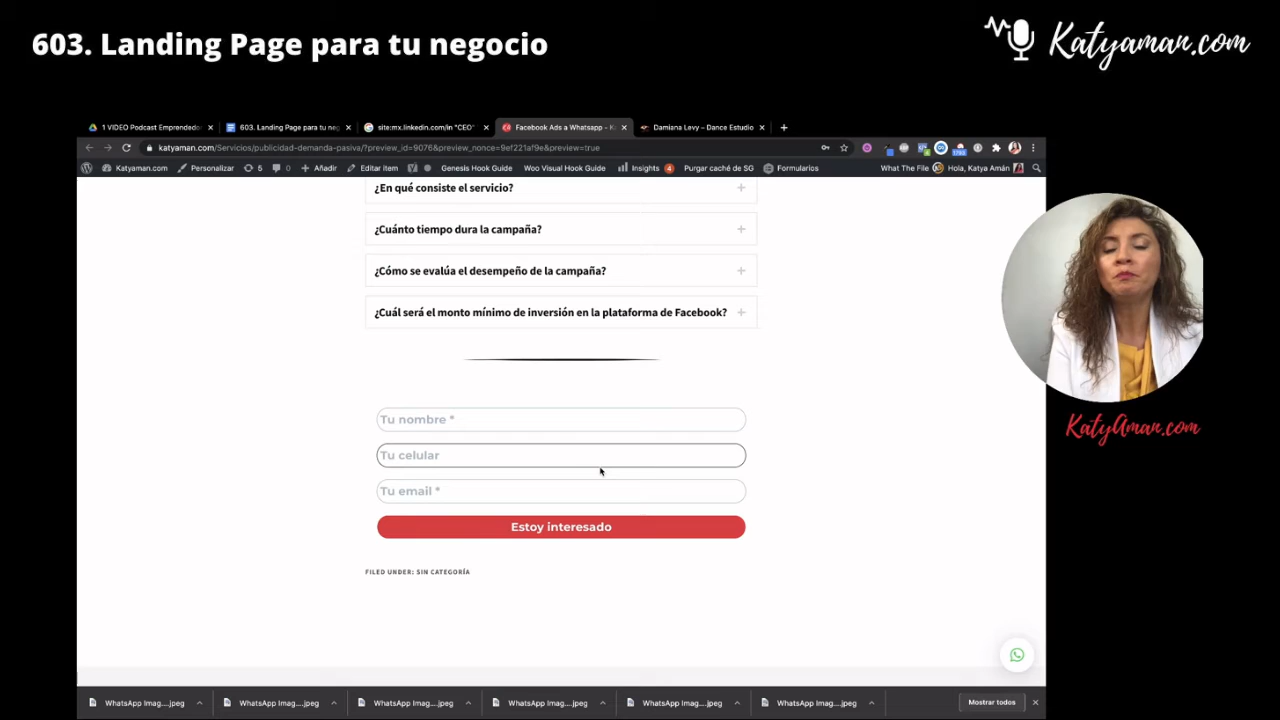 603. Landing Page para tu negocio
Katyaman.com
1 VIDEO Podcast Emprendedo
603. Landing Page para tu neg
site:mx.linkedin.com/in "CEO"
Facebook Ads a Whatsapp - K
Damiana Levy – Dance Estudio
katyaman.com/Servicios/publicidad-demanda-pasiva/?preview_id=9076&preview_nonce=9ef221af9e&preview=true
Katyaman.com
Personalizar
5
0
Añadir
Editar Item
Genesis Hook Guide
Woo Visual Hook Guide
Insights
4
Purgar caché de SG
Formularios
What The File
Hola, Katya Amán
¿En qué consiste el servicio?
¿Cuánto tiempo dura la campaña?
¿Cómo se evalúa el desempeño de la campaña?
¿Cuál será el monto mínimo de inversión en la plataforma de Facebook?
Tu nombre *
Tu celular
Tu email *
Estoy interesado
FILED UNDER: SIN CATEGORÍA
KatyAman.com
WhatsApp Imag....jpeg
WhatsApp Imag....jpeg
WhatsApp Imag....jpeg
WhatsApp Imag....jpeg
WhatsApp Imag....jpeg
WhatsApp Imag....jpeg
Mostrar todos